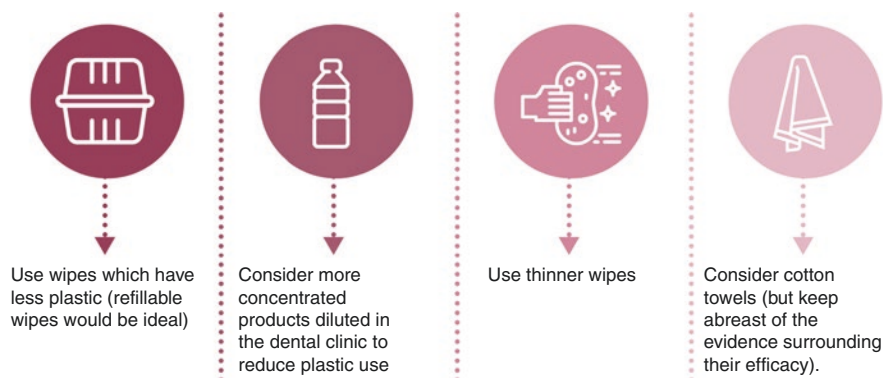 Use wipes which have
less plastic (refillable
wipes would be ideal)
Consider more
concentrated
products diluted in
the dental clinic to
reduce plastic use
Use thinner wipes
Consider cotton
towels (but keep
abreast of the
evidence surrounding
their efficacy).